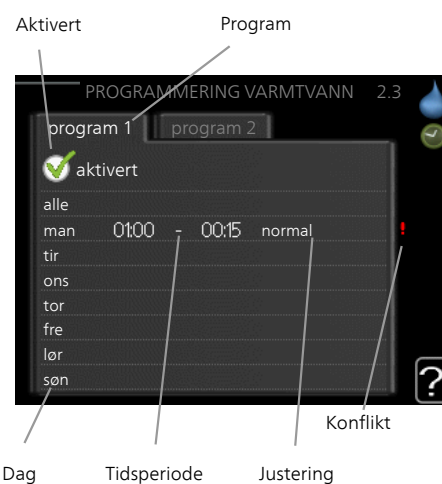 Aktivert Program
PROGRAMMERING VARMTVANN 2.3
program 1 program 2
aktivert
alle
man 01:00 - 00:15 normal !
tir
ons
tor
fre
lør
søn
?
Konflikt
Dag Tidsperiode Justering